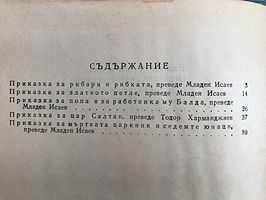 СЪДЪРЖАНИЕ
Приказка за рибаря и рибката, преведе Младен Исаев 3
Приказка за златното петле, преведе Младен Исаев 14
Приказка за попа и за работника му Балда, преведе
Младен Исаев 26
Приказка за цар Салтан, преведе Тодор Харманджиев 37
Приказка за мъртвата царкиня и седемте юнаци,
преведе Младен Исаев 80